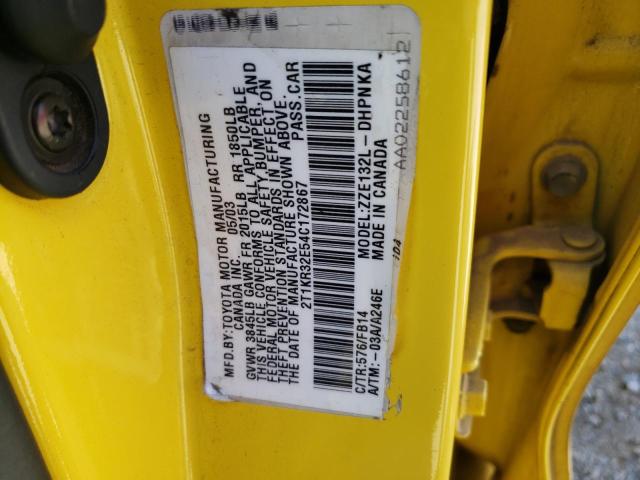 MFD.BY:TOYOTA MOTOR MANUFACTURING
CANADA INC. 05/03
GVWR 3845LB GAWR FR 2015LB RR 1850LB
THIS VEHICLE CONFORMS TO ALL APPLICABLE
FEDERAL MOTOR VEHICLE SAFETY, BUMPER, AND
THEFT PREVENTION STANDARDS IN EFFECT ON
THE DATE OF MANUFACTURE SHOWN ABOVE.
2T1KR32E54C172867 PASS.CAR
C/TR:576/FB14 MODEL:ZZE132L-DHPNKA
A/TM:-03A/A246E MADE IN CANADA
AA02258612